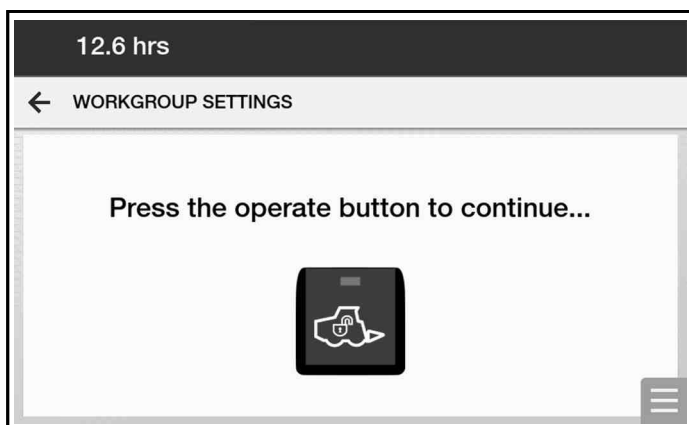 12.6 hrs
WORKGROUP SETTINGS
Press the operate button to continue...